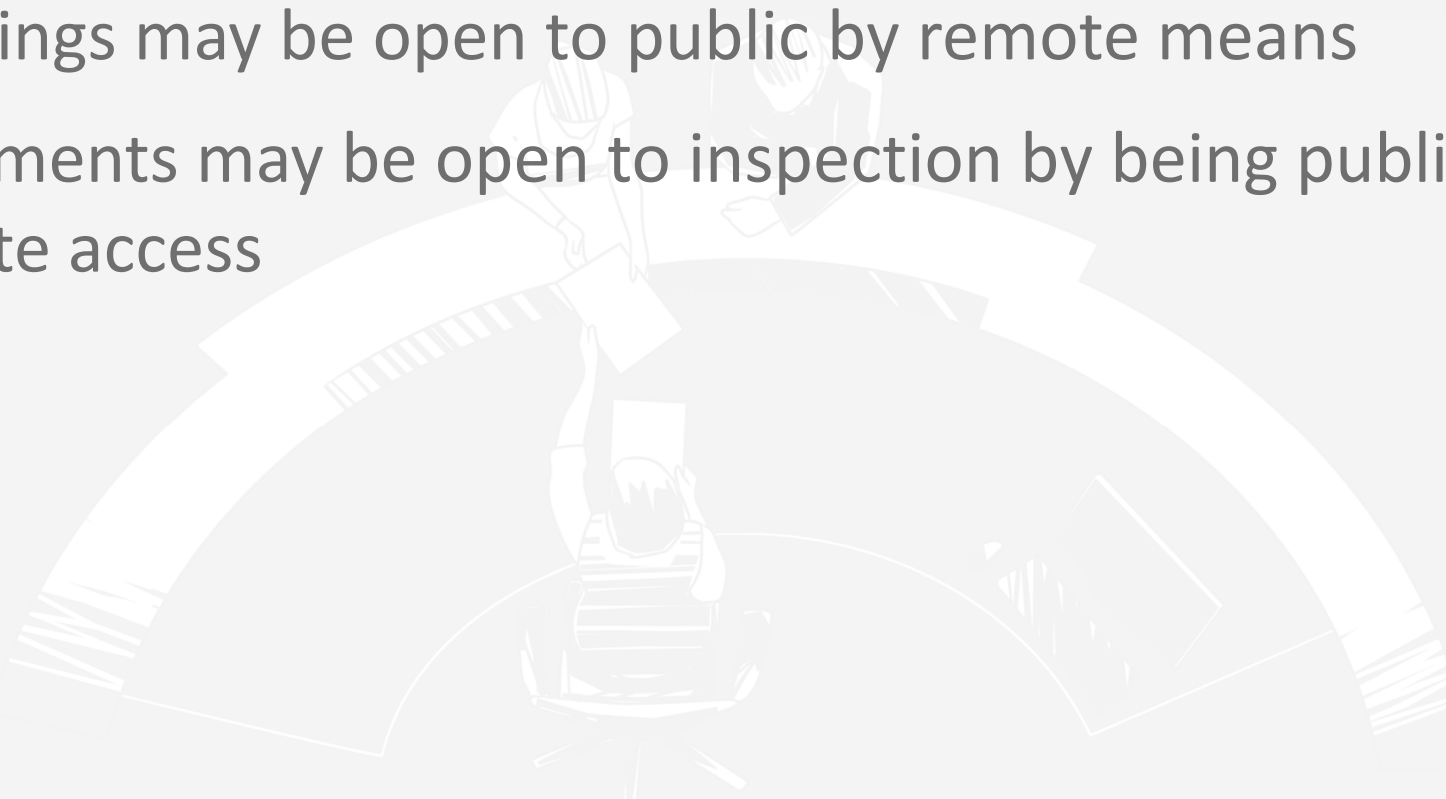 ings may be open to public by remote means
ments may be open to inspection by being publi
te access